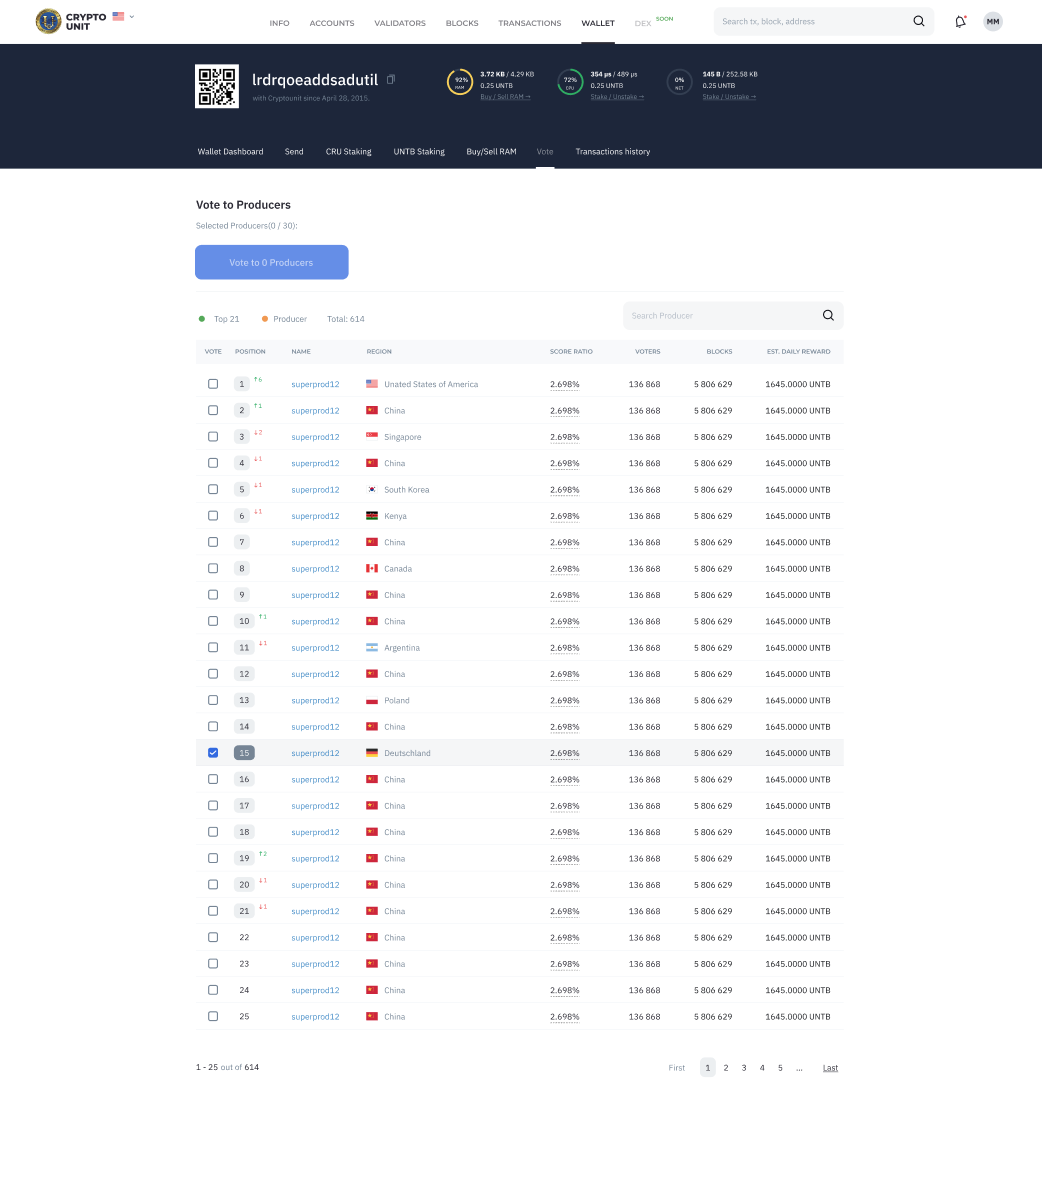 CRYPTO UNIT
INFO ACCOUNTS VALIDATORS BLOCKS TRANSACTIONS WALLET DEX SOON
Search tx, block, address
MM
lrdrqoeaddsadutil
with Cryptounit since April 28, 2015.
92% RAM
3.72 KB / 4.29 KB
0.25 UNTB
Buy / Sell RAM →
72% CPU
354 µs / 489 µs
0.25 UNTB
Stake / Unstake →
0% NET
145 B / 252.58 KB
0.25 UNTB
Stake / Unstake →
Wallet Dashboard Send CRU Staking UNTB Staking Buy/Sell RAM Vote Transactions history
Vote to Producers
Selected Producers(0 / 30):
Vote to 0 Producers
Top 21 Producer Total: 614
Search Producer
VOTE POSITION NAME REGION SCORE RATIO VOTERS BLOCKS EST. DAILY REWARD
1 ↑6 superprod12 Unated States of America 2.698% 136 868 5 806 629 1645.0000 UNTB
2 ↑1 superprod12 China 2.698% 136 868 5 806 629 1645.0000 UNTB
3 ↓2 superprod12 Singapore 2.698% 136 868 5 806 629 1645.0000 UNTB
4 ↓1 superprod12 China 2.698% 136 868 5 806 629 1645.0000 UNTB
5 ↓1 superprod12 South Korea 2.698% 136 868 5 806 629 1645.0000 UNTB
6 ↓1 superprod12 Kenya 2.698% 136 868 5 806 629 1645.0000 UNTB
7 superprod12 China 2.698% 136 868 5 806 629 1645.0000 UNTB
8 superprod12 Canada 2.698% 136 868 5 806 629 1645.0000 UNTB
9 superprod12 China 2.698% 136 868 5 806 629 1645.0000 UNTB
10 ↑1 superprod12 China 2.698% 136 868 5 806 629 1645.0000 UNTB
11 ↓1 superprod12 Argentina 2.698% 136 868 5 806 629 1645.0000 UNTB
12 superprod12 China 2.698% 136 868 5 806 629 1645.0000 UNTB
13 superprod12 Poland 2.698% 136 868 5 806 629 1645.0000 UNTB
14 superprod12 China 2.698% 136 868 5 806 629 1645.0000 UNTB
15 superprod12 Deutschland 2.698% 136 868 5 806 629 1645.0000 UNTB
16 superprod12 China 2.698% 136 868 5 806 629 1645.0000 UNTB
17 superprod12 China 2.698% 136 868 5 806 629 1645.0000 UNTB
18 superprod12 China 2.698% 136 868 5 806 629 1645.0000 UNTB
19 ↑2 superprod12 China 2.698% 136 868 5 806 629 1645.0000 UNTB
20 ↓1 superprod12 China 2.698% 136 868 5 806 629 1645.0000 UNTB
21 ↓1 superprod12 China 2.698% 136 868 5 806 629 1645.0000 UNTB
22 superprod12 China 2.698% 136 868 5 806 629 1645.0000 UNTB
23 superprod12 China 2.698% 136 868 5 806 629 1645.0000 UNTB
24 superprod12 China 2.698% 136 868 5 806 629 1645.0000 UNTB
25 superprod12 China 2.698% 136 868 5 806 629 1645.0000 UNTB
1 - 25 out of 614 First 1 2 3 4 5 ... Last